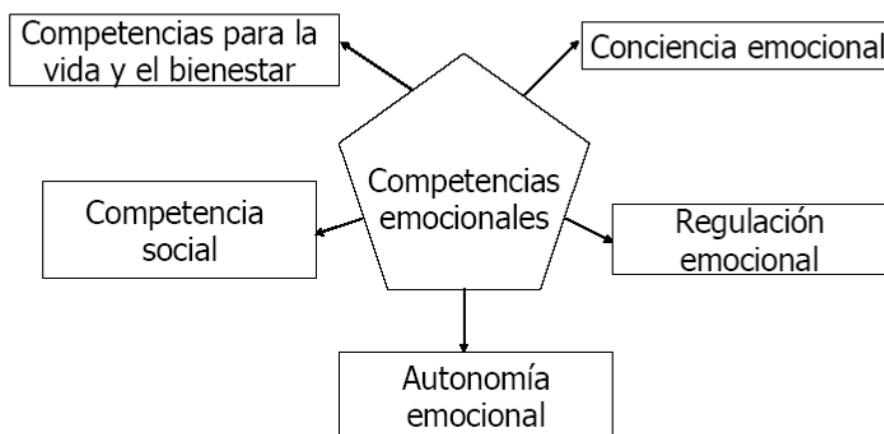 Competencias para la
vida y el bienestar
Conciencia emocional
Competencias
emocionales
Competencia
social
Regulación
emocional
Autonomía
emocional